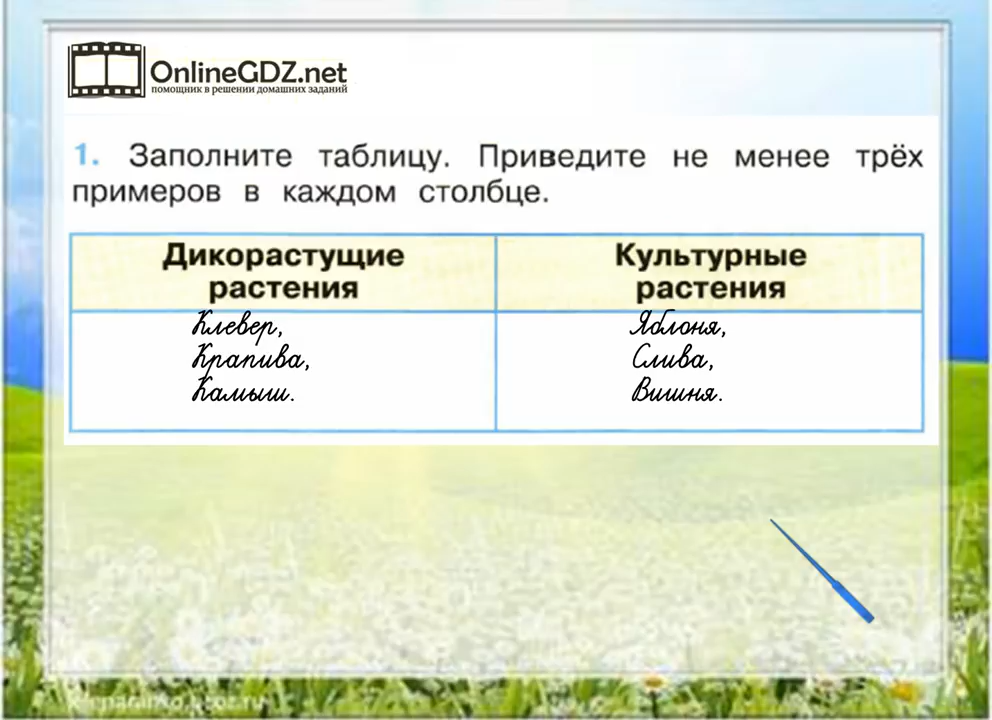 OnlineGDZ.net
помощник в решении домашних заданий
1. Заполните таблицу. Приведите не менее трёх
примеров в каждом столбце.
Дикорастущие
растения
Культурные
растения
Клевер,
Крапива,
Камыш.
Яблоня,
Слива,
Вишня.